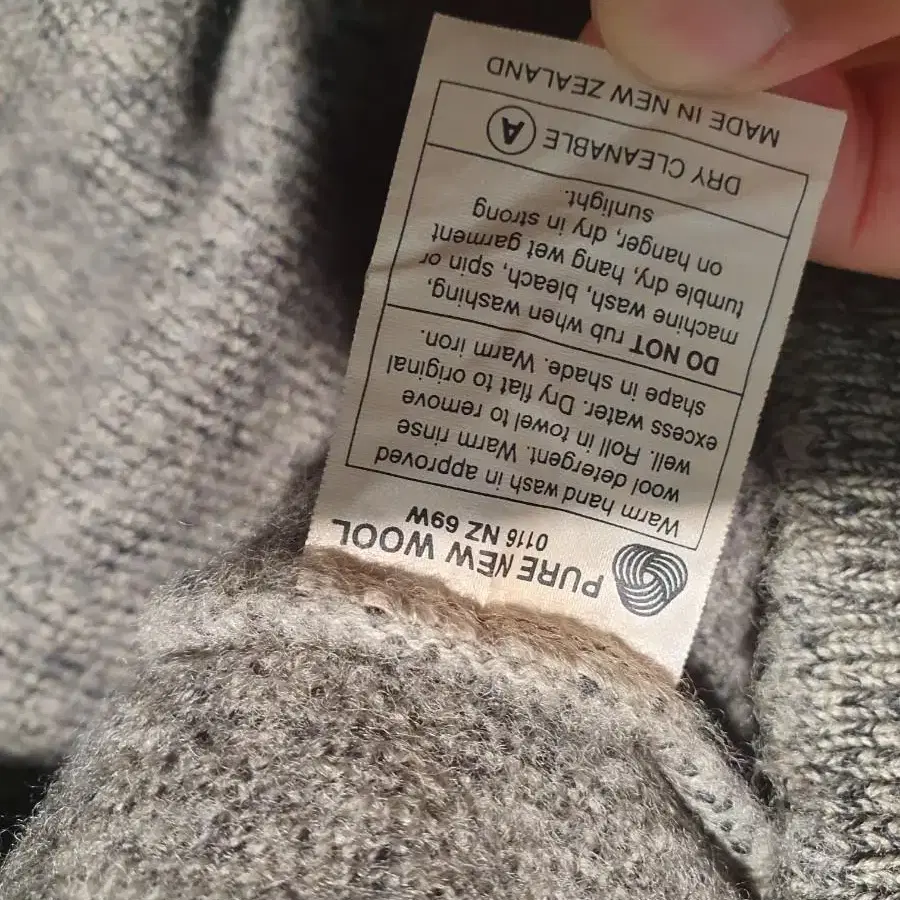 PURE NEW WOOL
0116 NZ 69W
Warm hand wash in approved
wool detergent. Warm rinse
well. Roll in towel to remove
excess water. Dry flat to original
shape in shade. Warm iron.
DO NOT rub when washing,
machine wash, bleach, spin or
tumble dry, hang wet garment
on hanger, dry in strong
sunlight.
DRY CLEANABLE A
MADE IN NEW ZEALAND